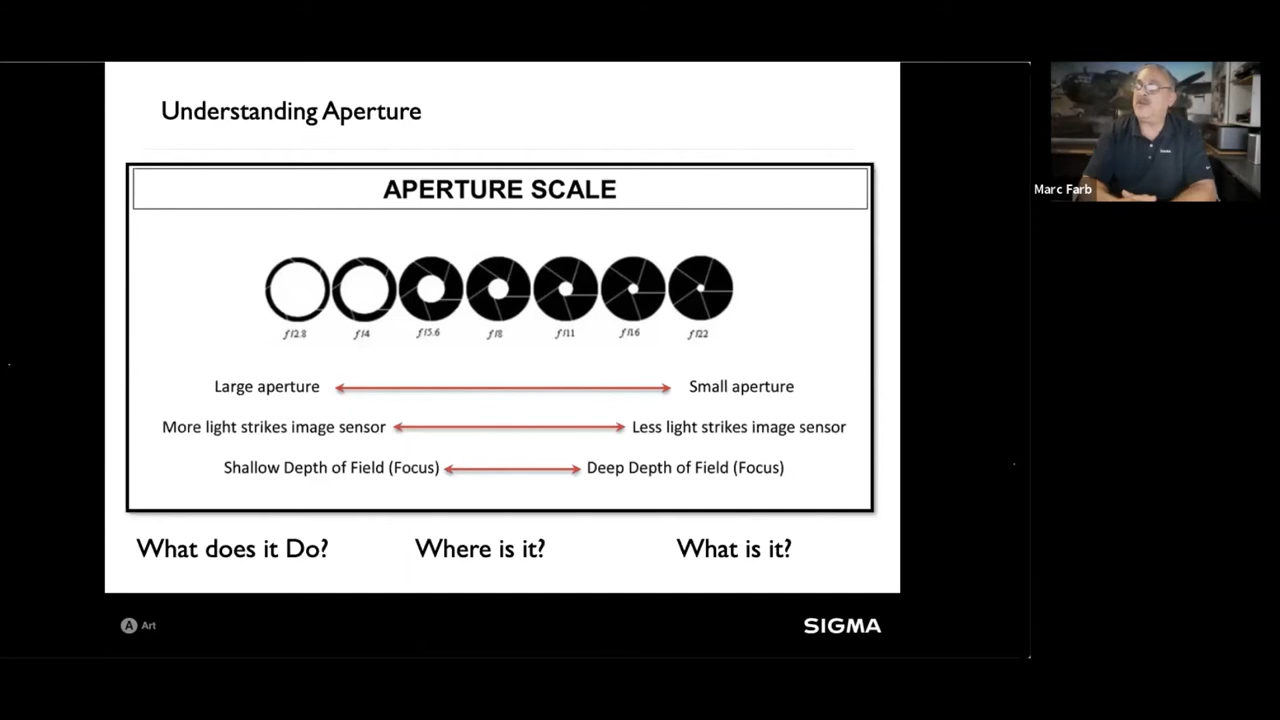 Understanding Aperture
APERTURE SCALE
f/2.8 f/4 f/5.6 f/8 f/11 f/16 f/22
Large aperture Small aperture
More light strikes image sensor Less light strikes image sensor
Shallow Depth of Field (Focus) Deep Depth of Field (Focus)
What does it Do? Where is it? What is it?
A Art
SIGMA
Marc Farb